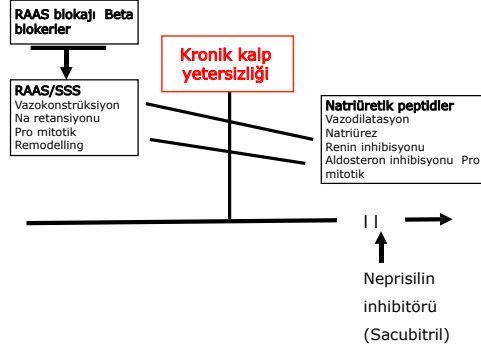 RAAS blokajı Beta
blokerler
Kronik kalp
yetersizliği
RAAS/SSS
Vazokonstrüksiyon
Na retansiyonu
Pro mitotik
Remodelling
Natriüretik peptidler
Vazodilatasyon
Natriürez
Renin inhibisyonu
Aldosteron inhibisyonu Pro
mitotik
Neprisilin
inhibitörü
(Sacubitril)